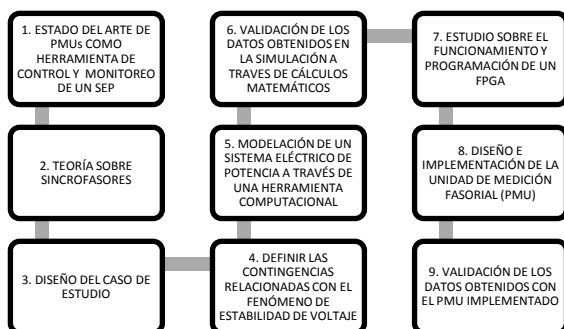 1. ESTADO DEL ARTE DE
PMUs COMO
HERRAMIENTA DE
CONTROL Y MONITOREO
DE UN SEP
2. TEORÍA SOBRE
SINCROFASORES
3. DISEÑO DEL CASO DE
ESTUDIO
4. DEFINIR LAS
CONTINGENCIAS
RELACIONADAS CON EL
FENÓMENO DE
ESTABILIDAD DE VOLTAJE
5. MODELACIÓN DE UN
SISTEMA ELÉCTRICO DE
POTENCIA A TRAVÉS DE
UNA HERRAMIENTA
COMPUTACIONAL
6. VALIDACIÓN DE LOS
DATOS OBTENIDOS EN
LA SIMULACIÓN A
TRAVES DE CÁLCULOS
MATEMÁTICOS
7. ESTUDIO SOBRE EL
FUNCIONAMIENTO Y
PROGRAMACIÓN DE UN
FPGA
8. DISEÑO E
IMPLEMENTACIÓN DE LA
UNIDAD DE MEDICIÓN
FASORIAL (PMU)
9. VALIDACIÓN DE LOS
DATOS OBTENIDOS CON
EL PMU IMPLEMENTADO